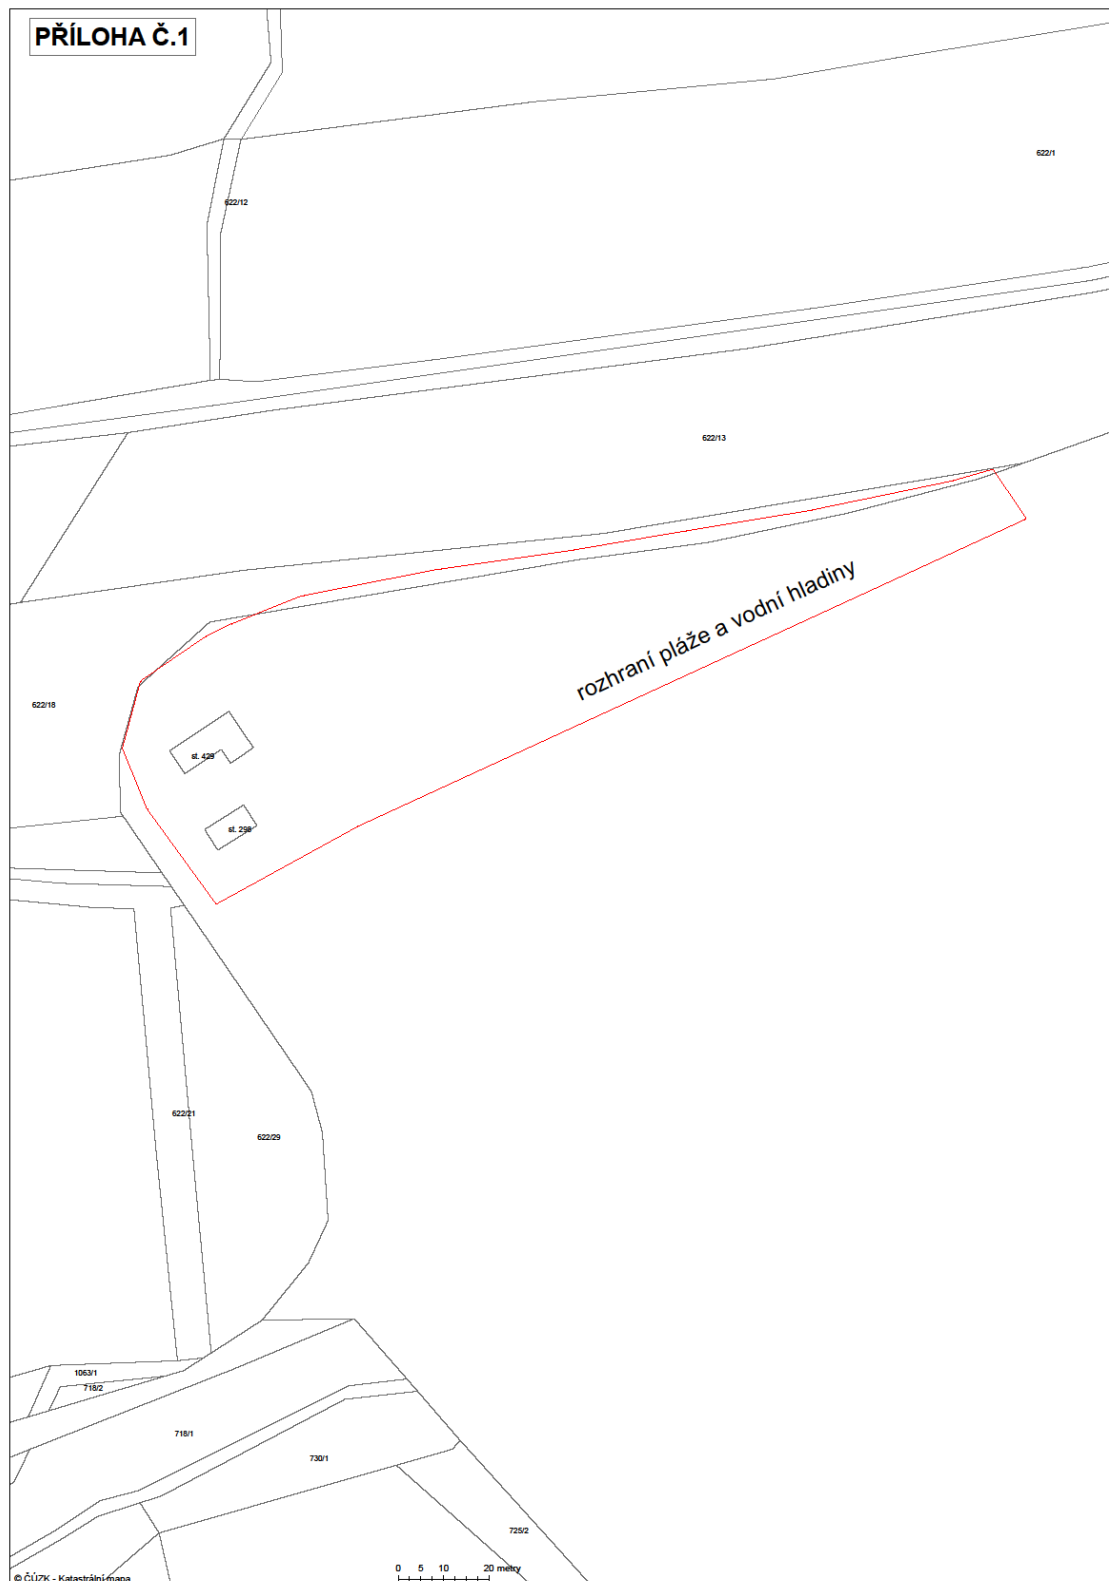 PŘÍLOHA Č.1
622/1
622/12
622/13
rozhraní pláže a vodní hladiny
622/18
st. 429
st. 298
622/21
622/29
1063/1
718/2
718/1
730/1
725/2
0 5 10 20 metry
© ČÚZK - Katastrální mapa